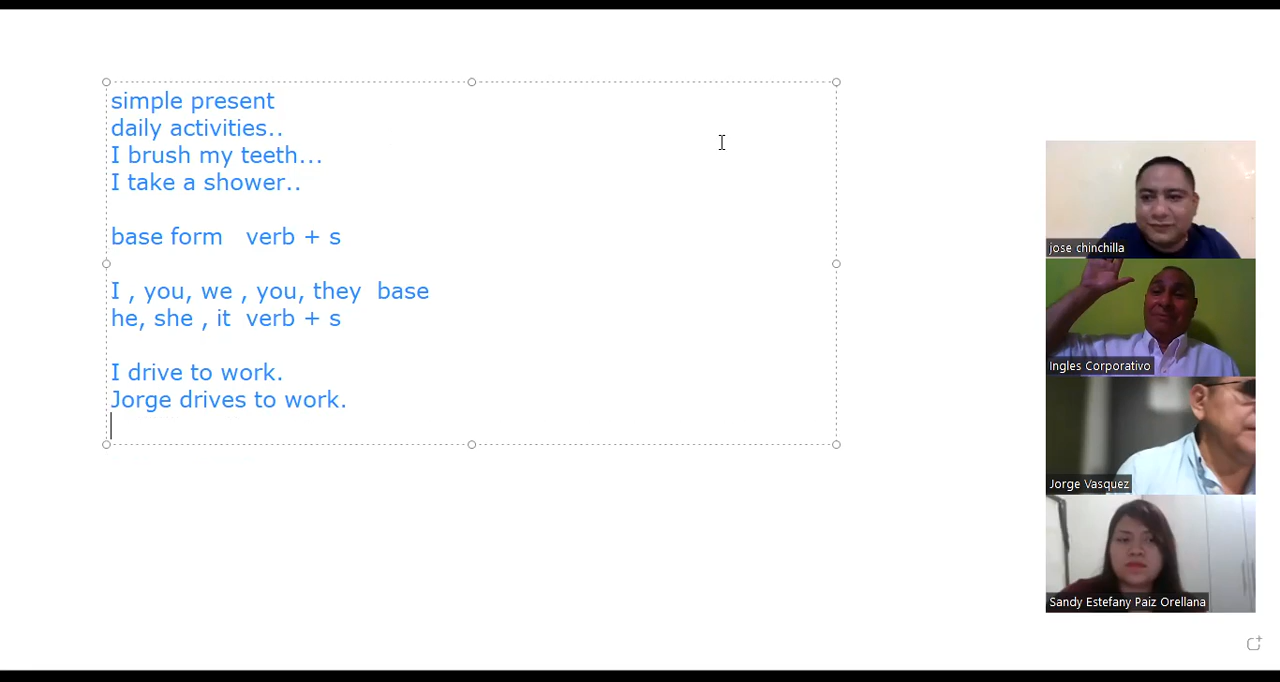 simple present
daily activities..
I brush my teeth...
I take a shower..
base form   verb + s
I , you, we , you, they  base
he, she , it  verb + s
I drive to work.
Jorge drives to work.
jose chinchilla
Ingles Corporativo
Jorge Vasquez
Sandy Estefany Paiz Orellana